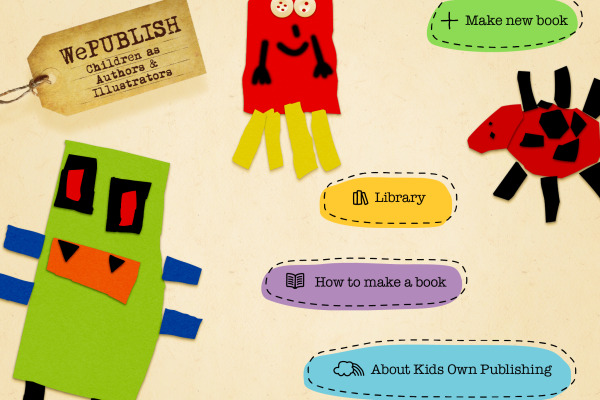 WePUBLISH
Children as
Authors &
Illustrators
Make new book
Library
How to make a book
About Kids Own Publishing